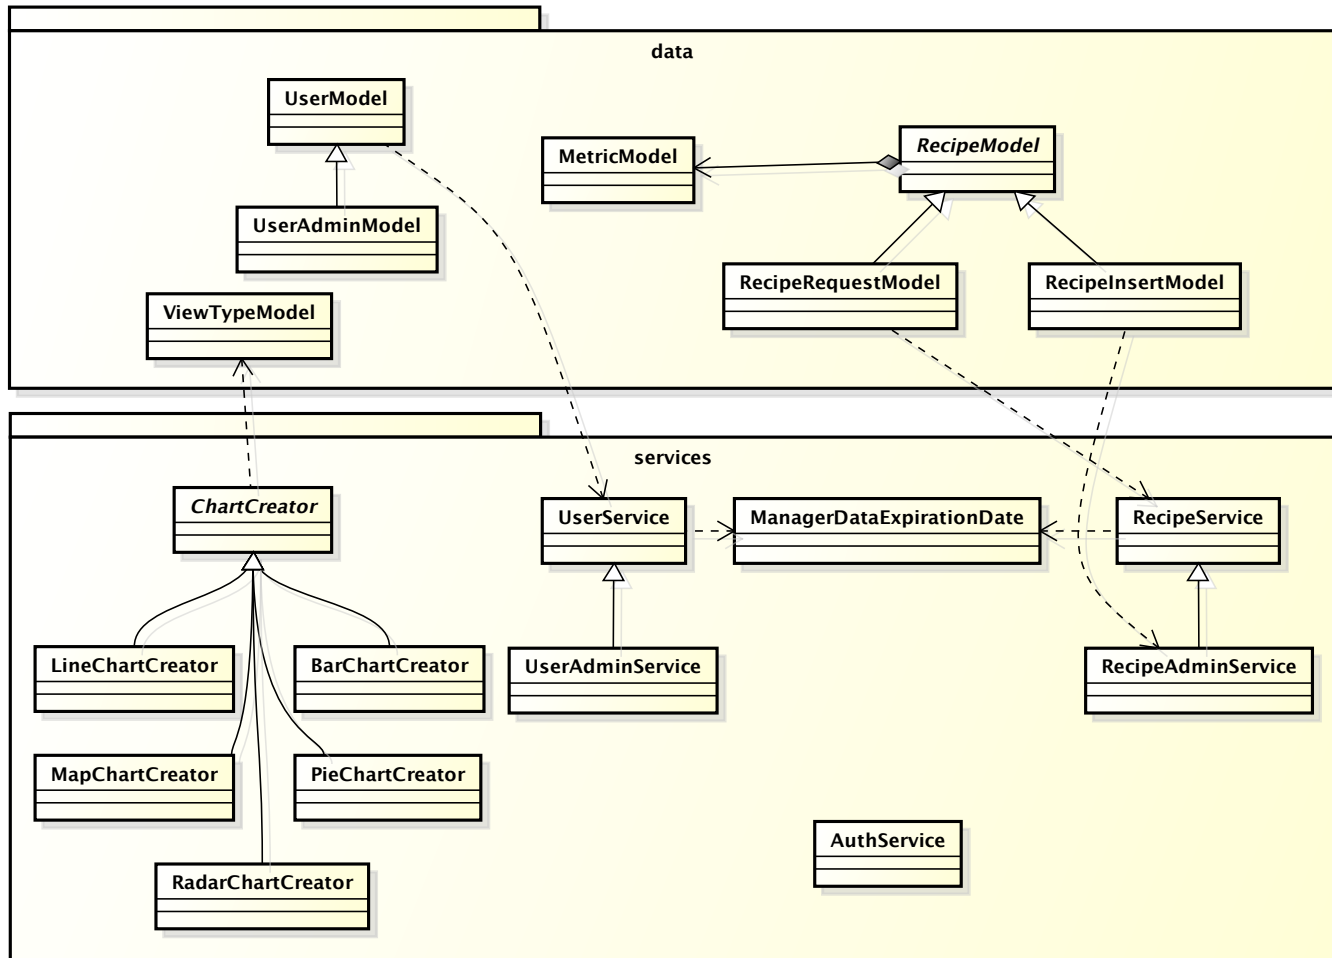 data
UserModel
RecipeModel
MetricModel
UserAdminModel
RecipeRequestModel
RecipeInsertModel
ViewTypeModel
services
ChartCreator
UserService
ManagerDataExpirationDate
RecipeService
LineChartCreator
BarChartCreator
UserAdminService
RecipeAdminService
MapChartCreator
PieChartCreator
AuthService
RadarChartCreator